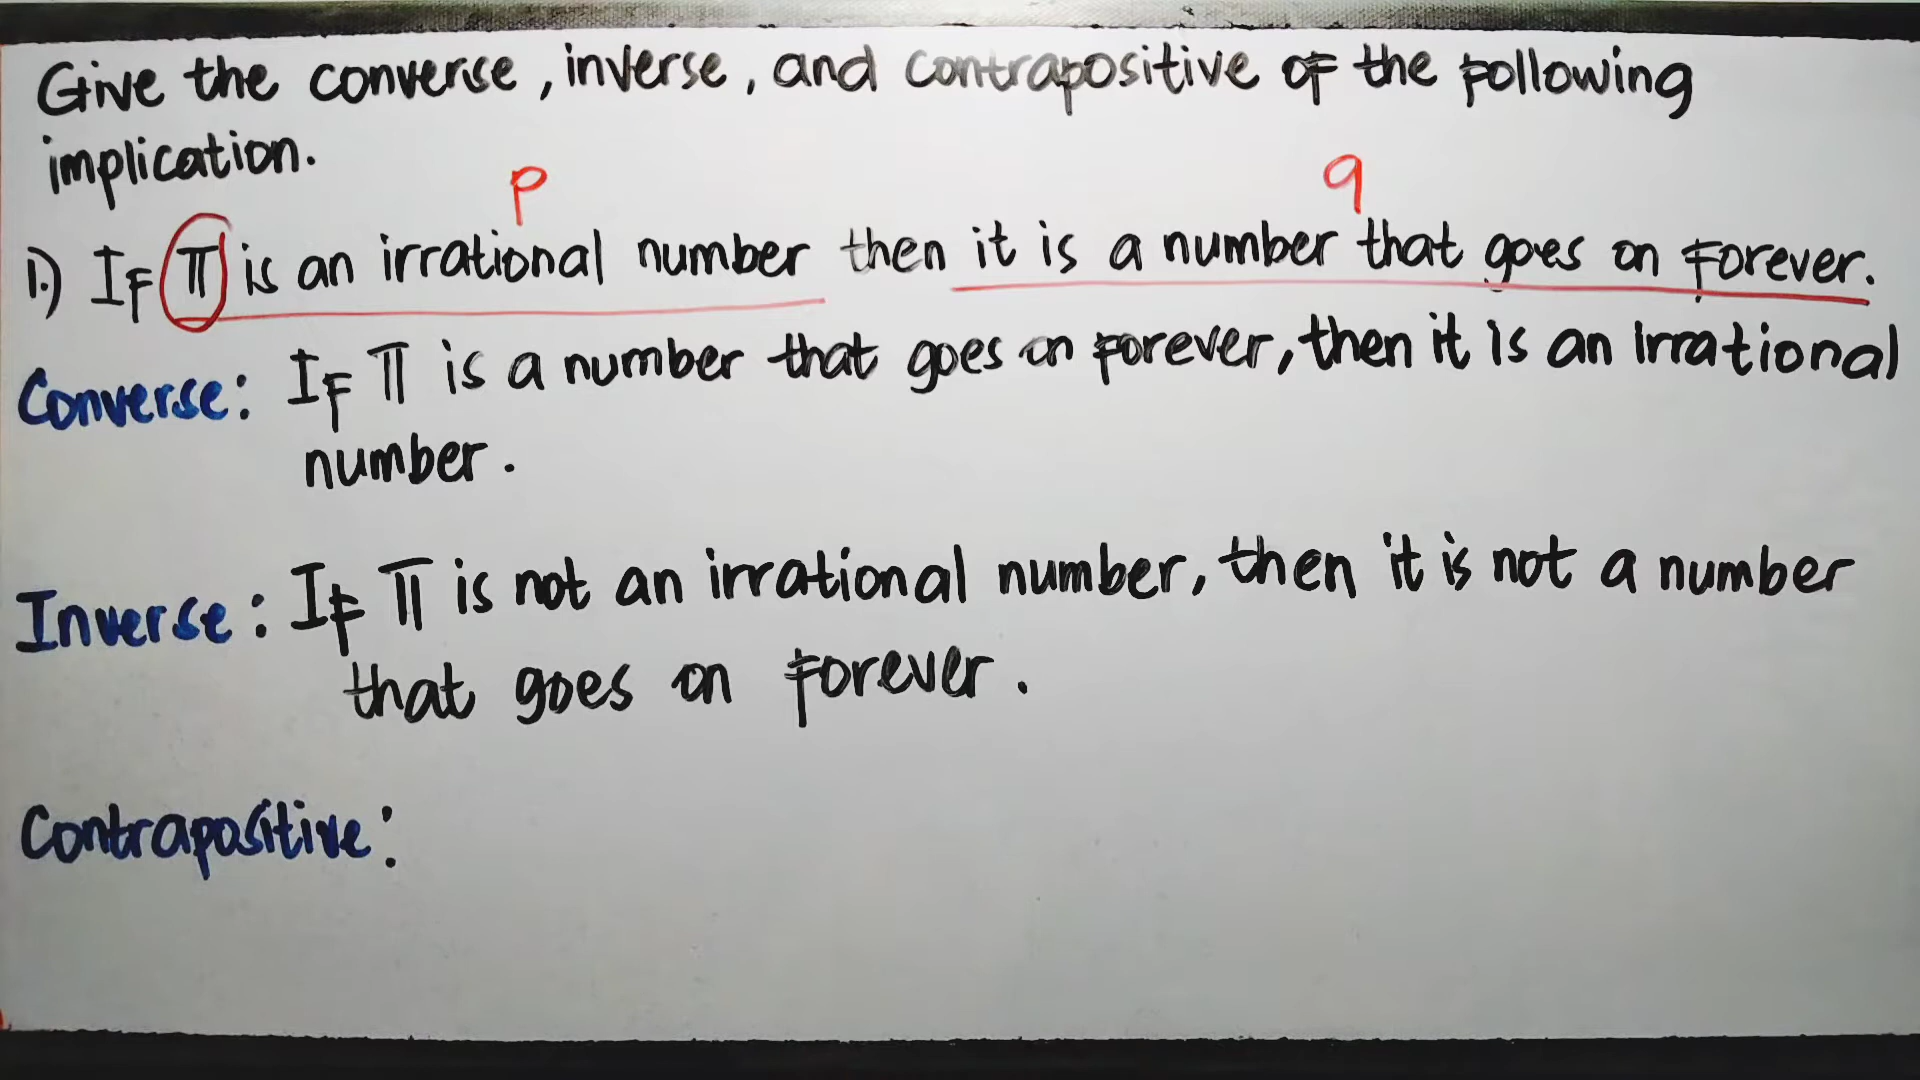 Give the converse, inverse, and contrapositive of the following
implication.
p q
1.) If π is an irrational number then it is a number that goes on forever.
Converse: If π is a number that goes on forever, then it is an irrational
number.
Inverse: If π is not an irrational number, then it is not a number
that goes on forever.
Contrapositive: